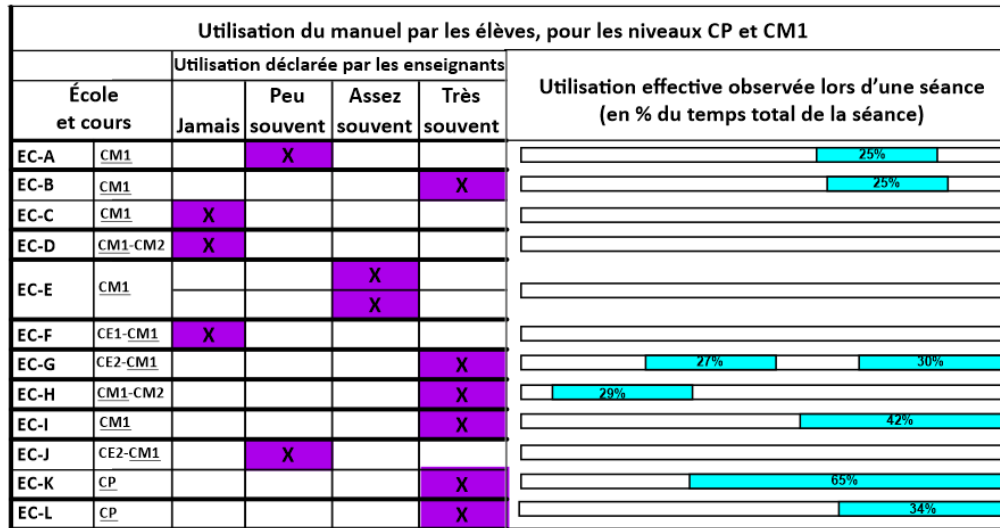 Utilisation du manuel par les élèves, pour les niveaux CP et CM1
Utilisation déclarée par les enseignants
Utilisation effective observée lors d'une séance
(en % du temps total de la séance)
École
et cours
Jamais
Peu
souvent
Assez
souvent
Très
souvent
EC-A CM1 X 25%
EC-B CM1 X 25%
EC-C CM1 X
EC-D CM1-CM2 X
EC-E CM1 X
X
EC-F CE1-CM1 X
EC-G CE2-CM1 X 27% 30%
EC-H CM1-CM2 X 29%
EC-I CM1 X 42%
EC-J CE2-CM1 X
EC-K CP X 65%
EC-L CP X 34%